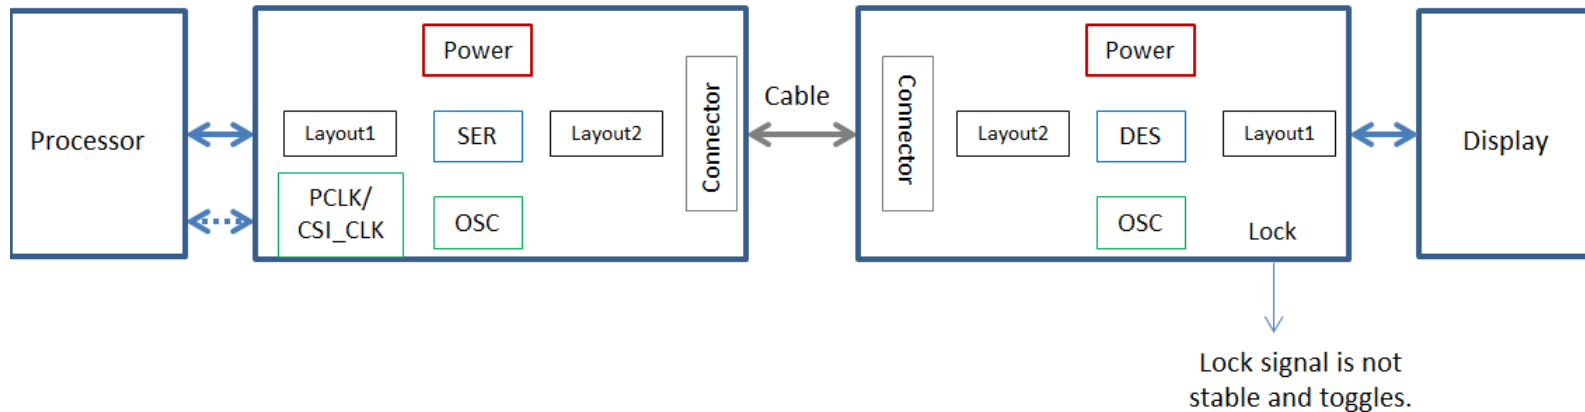 Processor
Power
Layout1
SER
Layout2
Connector
PCLK/
CSI_CLK
OSC
Cable
Power
Connector
Layout2
DES
Layout1
OSC
Lock
Display
Lock signal is not
stable and toggles.